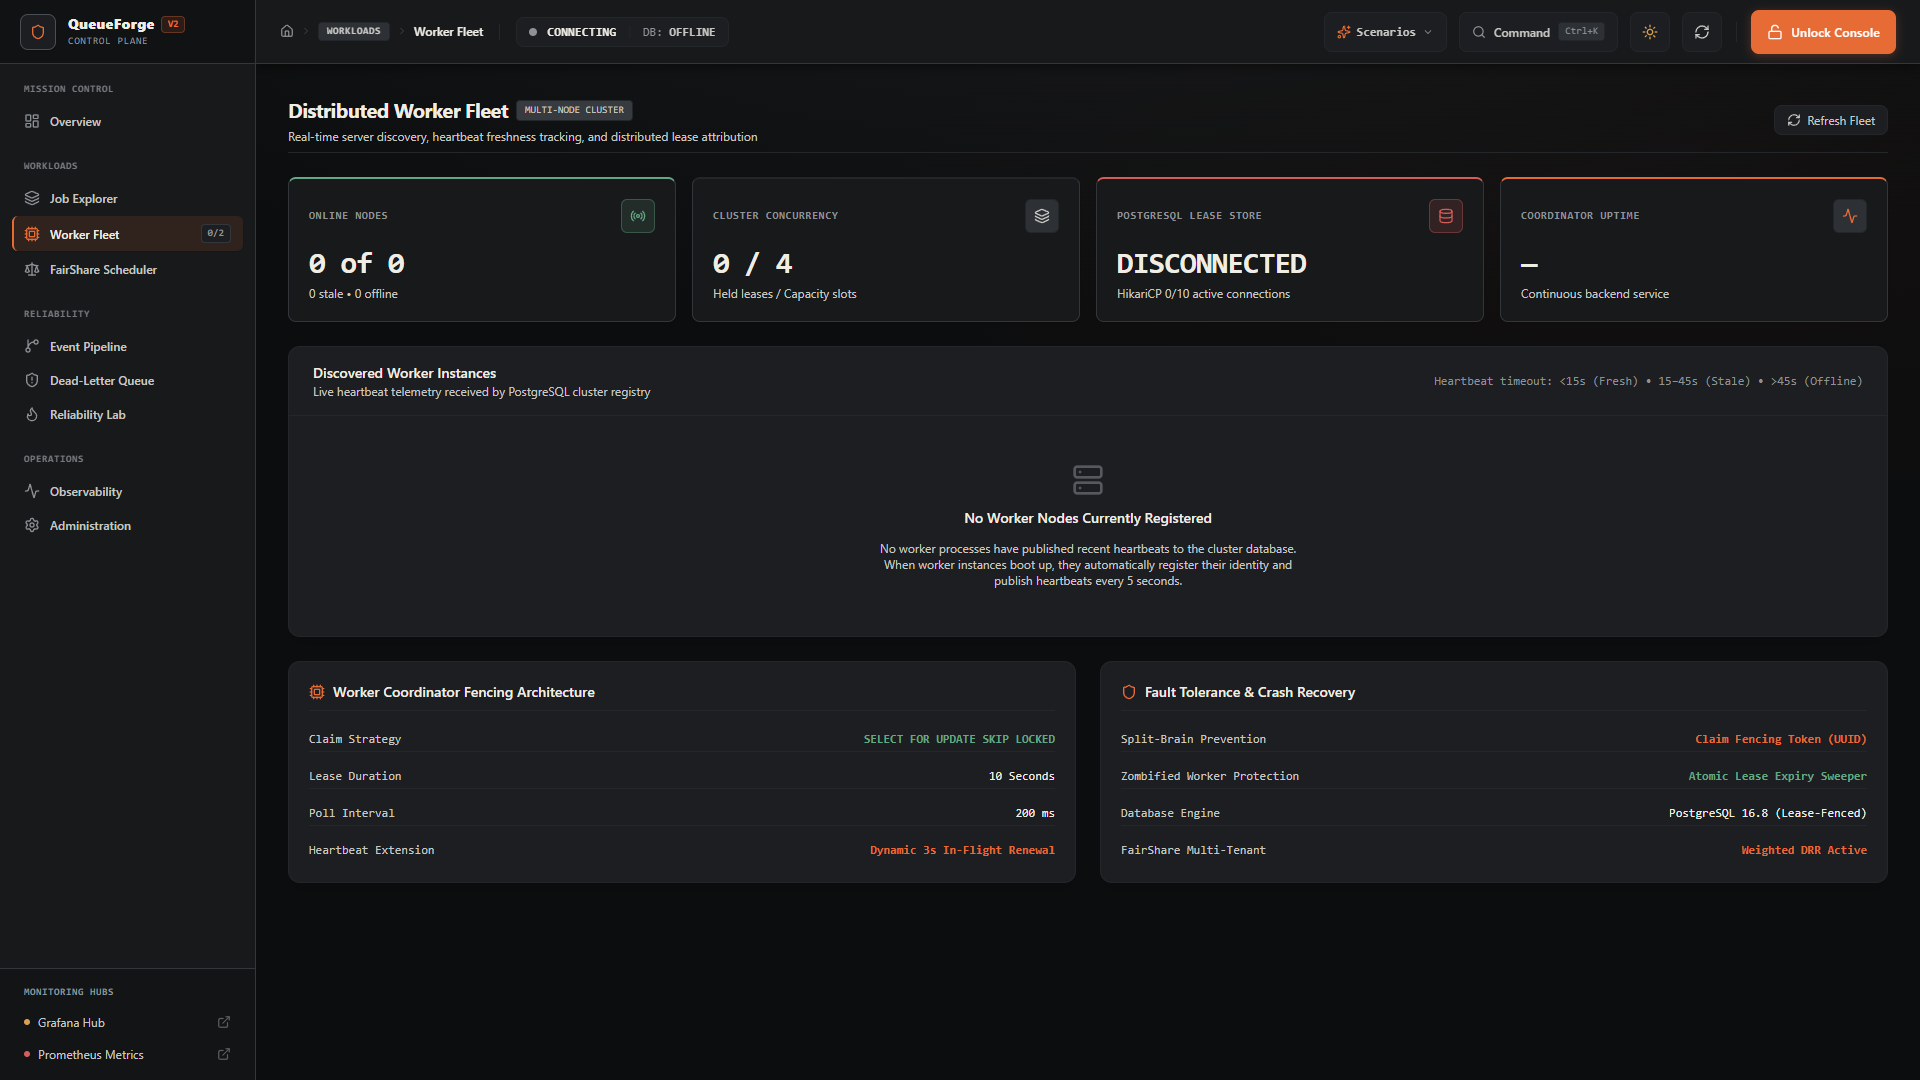 QueueForge V2
CONTROL PLANE
WORKLOADS
Worker Fleet
CONNECTING
DB: OFFLINE
Scenarios
Command
Ctrl+K
Unlock Console
MISSION CONTROL
Overview
WORKLOADS
Job Explorer
Worker Fleet
0/2
FairShare Scheduler
RELIABILITY
Event Pipeline
Dead-Letter Queue
Reliability Lab
OPERATIONS
Observability
Administration
MONITORING HUBS
Grafana Hub
Prometheus Metrics
Distributed Worker Fleet
MULTI-NODE CLUSTER
Real-time server discovery, heartbeat freshness tracking, and distributed lease attribution
Refresh Fleet
ONLINE NODES
0 of 0
0 stale • 0 offline
CLUSTER CONCURRENCY
0 / 4
Held leases / Capacity slots
POSTGRESQL LEASE STORE
DISCONNECTED
HikariCP 0/10 active connections
COORDINATOR UPTIME
—
Continuous backend service
Discovered Worker Instances
Live heartbeat telemetry received by PostgreSQL cluster registry
Heartbeat timeout: <15s (Fresh) • 15–45s (Stale) • >45s (Offline)
No Worker Nodes Currently Registered
No worker processes have published recent heartbeats to the cluster database.
When worker instances boot up, they automatically register their identity and
publish heartbeats every 5 seconds.
Worker Coordinator Fencing Architecture
Claim Strategy
SELECT FOR UPDATE SKIP LOCKED
Lease Duration
10 Seconds
Poll Interval
200 ms
Heartbeat Extension
Dynamic 3s In-Flight Renewal
Fault Tolerance & Crash Recovery
Split-Brain Prevention
Claim Fencing Token (UUID)
Zombified Worker Protection
Atomic Lease Expiry Sweeper
Database Engine
PostgreSQL 16.8 (Lease-Fenced)
FairShare Multi-Tenant
Weighted DRR Active